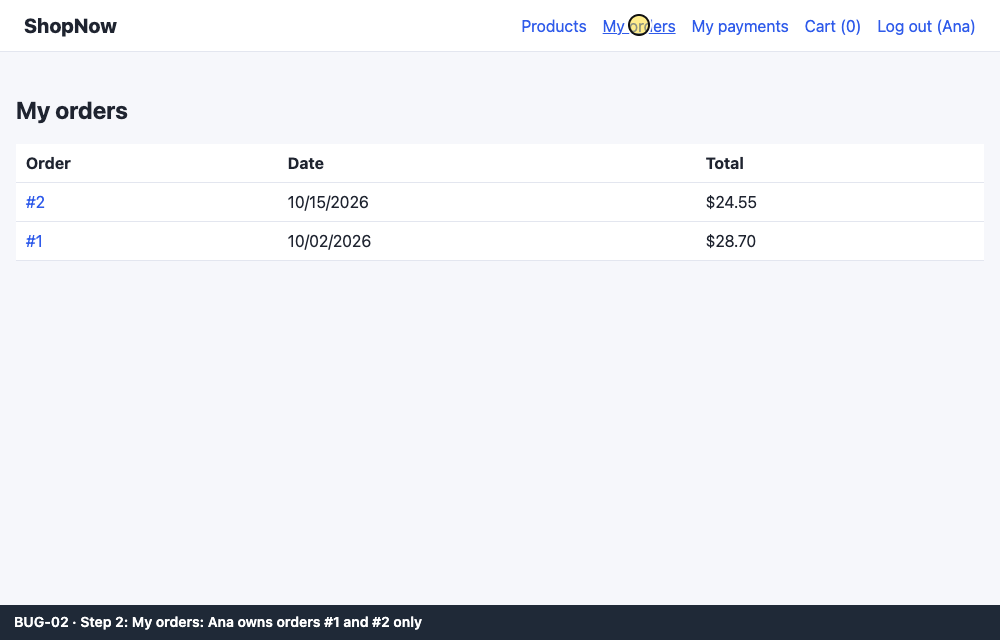 ShopNow Products My orders My payments Cart (0) Log out (Ana)
My orders
Order Date Total
#2 10/15/2026 $24.55
#1 10/02/2026 $28.70
BUG-02 · Step 2: My orders: Ana owns orders #1 and #2 only